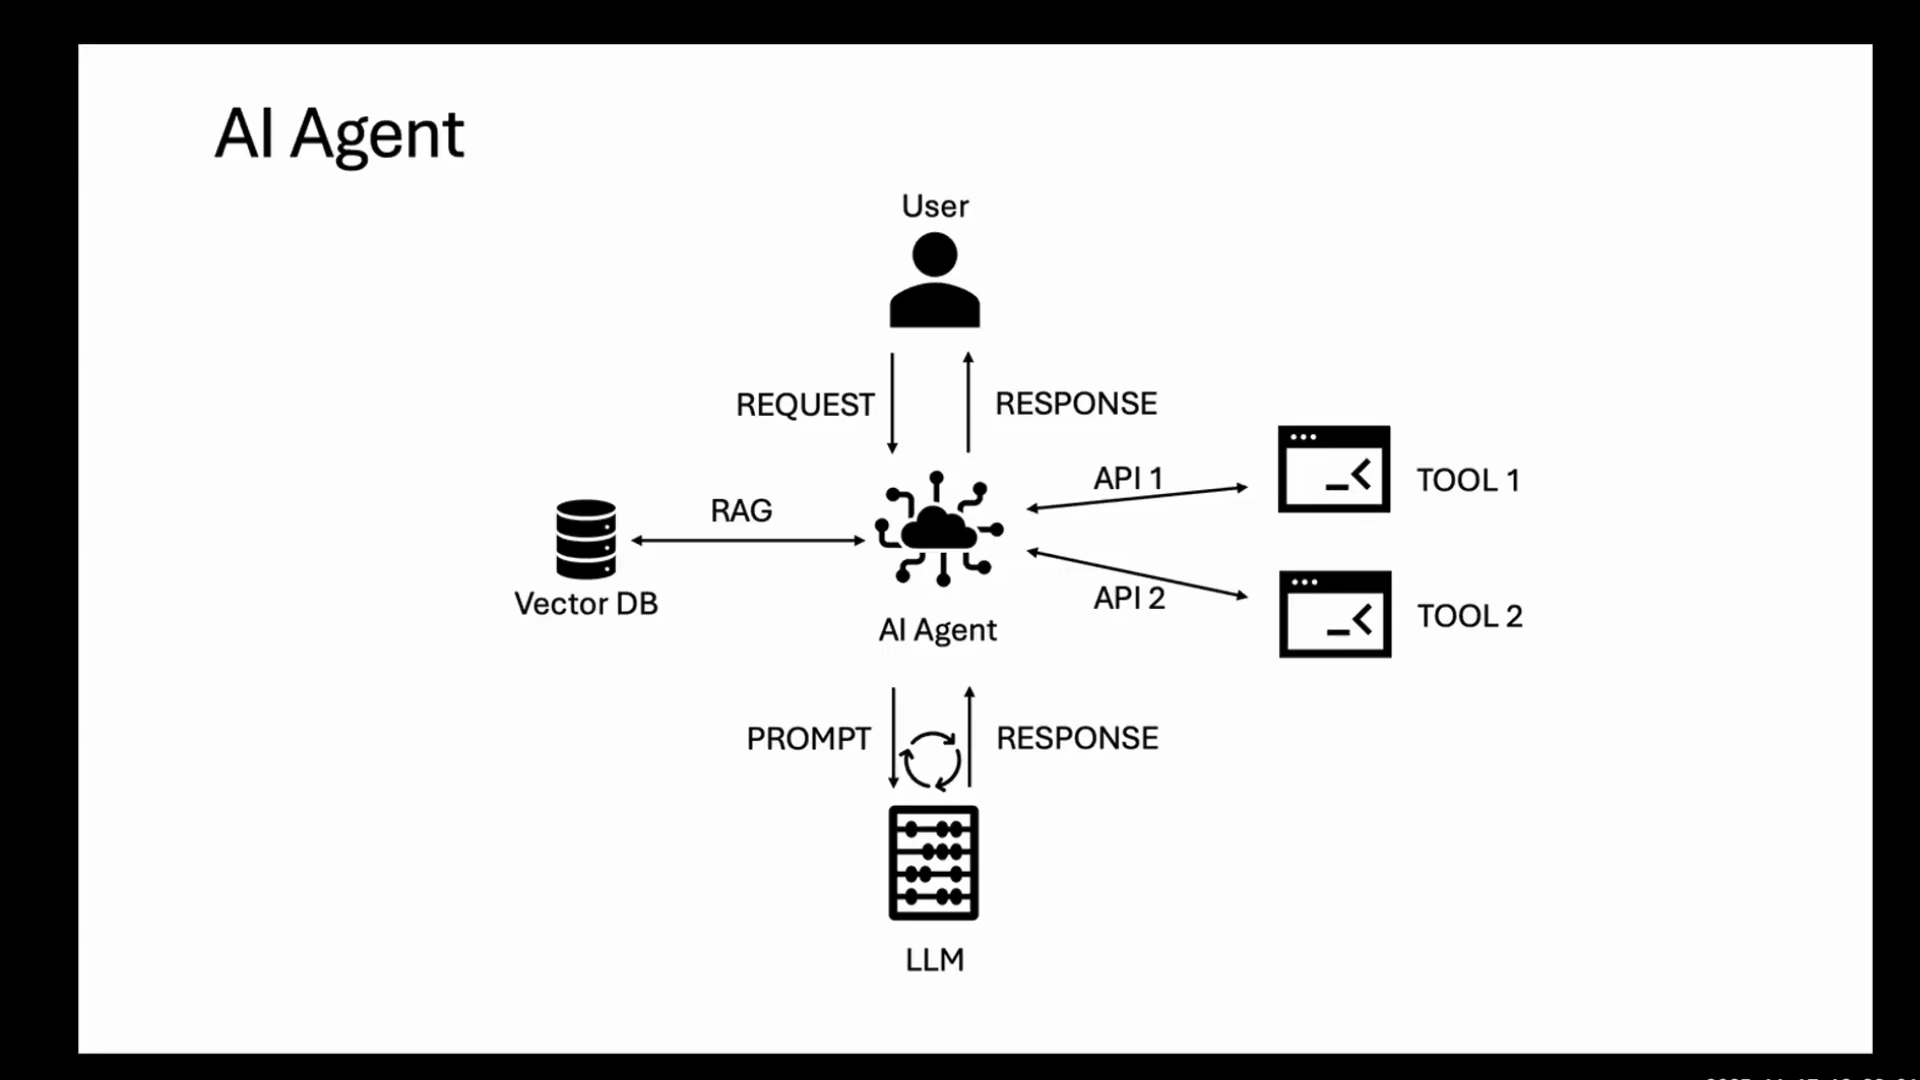 AI Agent
User
REQUEST
RESPONSE
API 1
TOOL 1
RAG
Vector DB
AI Agent
API 2
TOOL 2
PROMPT
RESPONSE
LLM